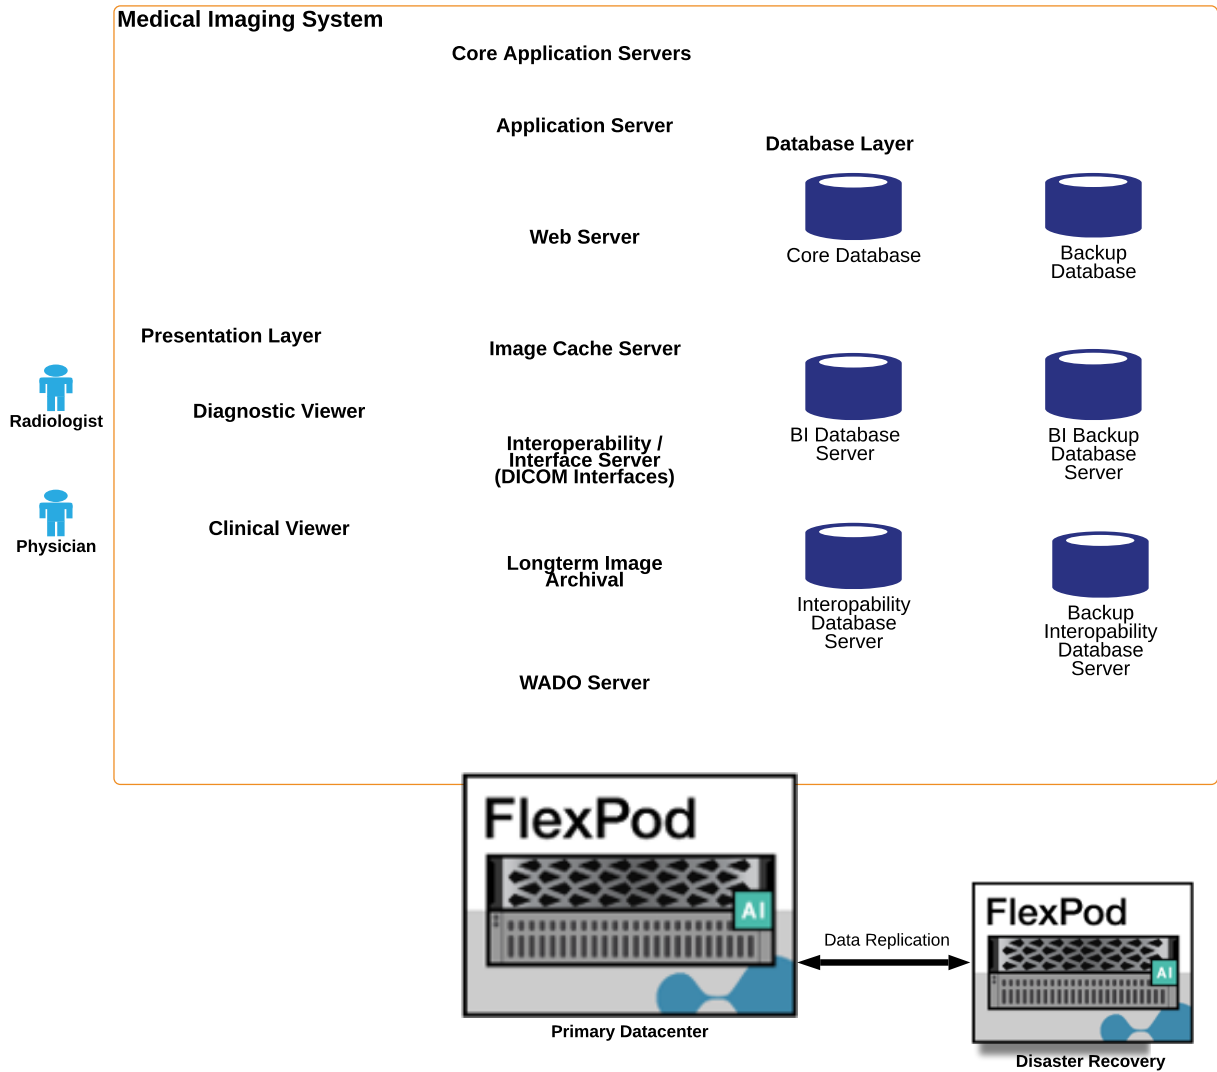 Medical Imaging System
Core Application Servers
Application Server
Database Layer
Web Server
Core Database
Backup
Database
Presentation Layer
Image Cache Server
Radiologist
Diagnostic Viewer
BI Database
Server
BI Backup
Database
Server
Interoperability /
Interface Server
(DICOM Interfaces)
Physician
Clinical Viewer
Longterm Image
Archival
Interopability
Database
Server
Backup
Interopability
Database
Server
WADO Server
FlexPod
AI
Primary Datacenter
Data Replication
FlexPod
AI
Disaster Recovery